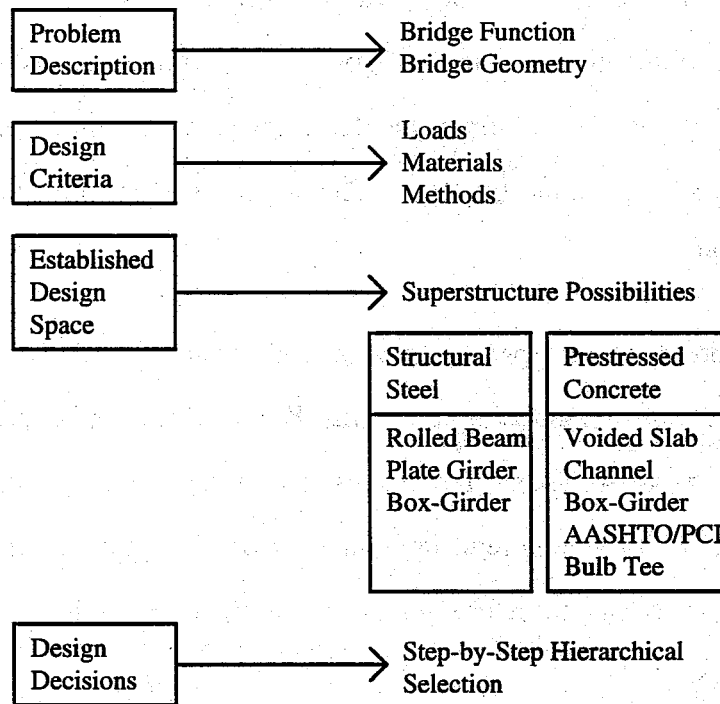 Problem
Description
Bridge Function
Bridge Geometry
Design
Criteria
Loads
Materials
Methods
Established
Design
Space
Superstructure Possibilities
Structural
Steel
Prestressed
Concrete
Rolled Beam
Plate Girder
Box-Girder
Voided Slab
Channel
Box-Girder
AASHTO/PCI
Bulb Tee
Design
Decisions
Step-by-Step Hierarchical
Selection